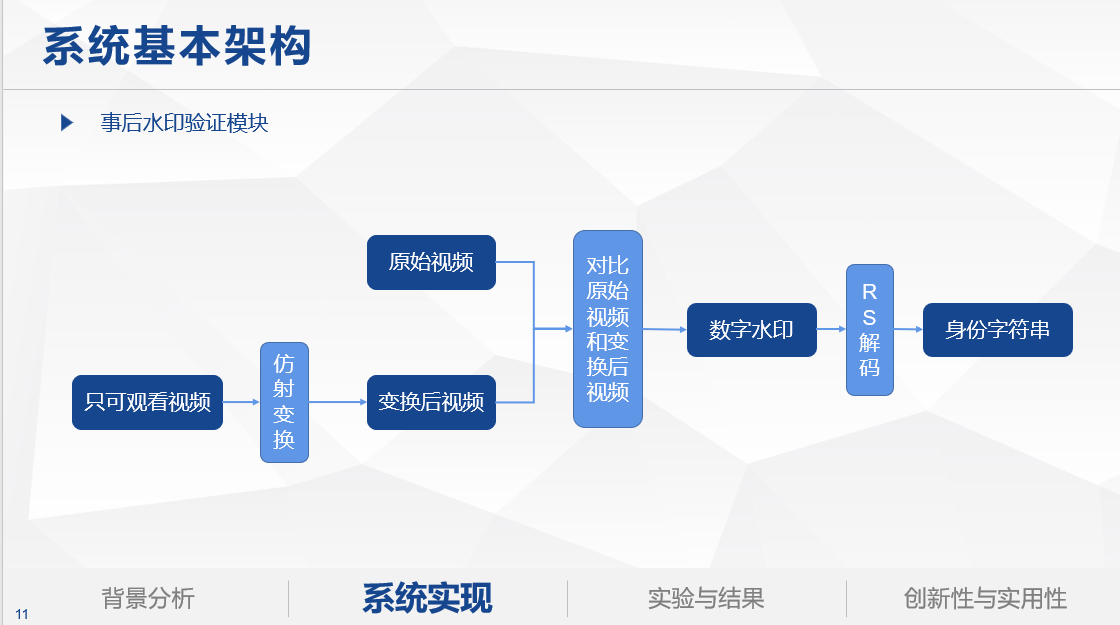 系统基本架构
事后水印验证模块
原始视频
只可观看视频
仿
射
变
换
变换后视频
对比
原始
视频
和变
换后
视频
数字水印
R
S
解
码
身份字符串
背景分析
系统实现
实验与结果
创新性与实用性
11